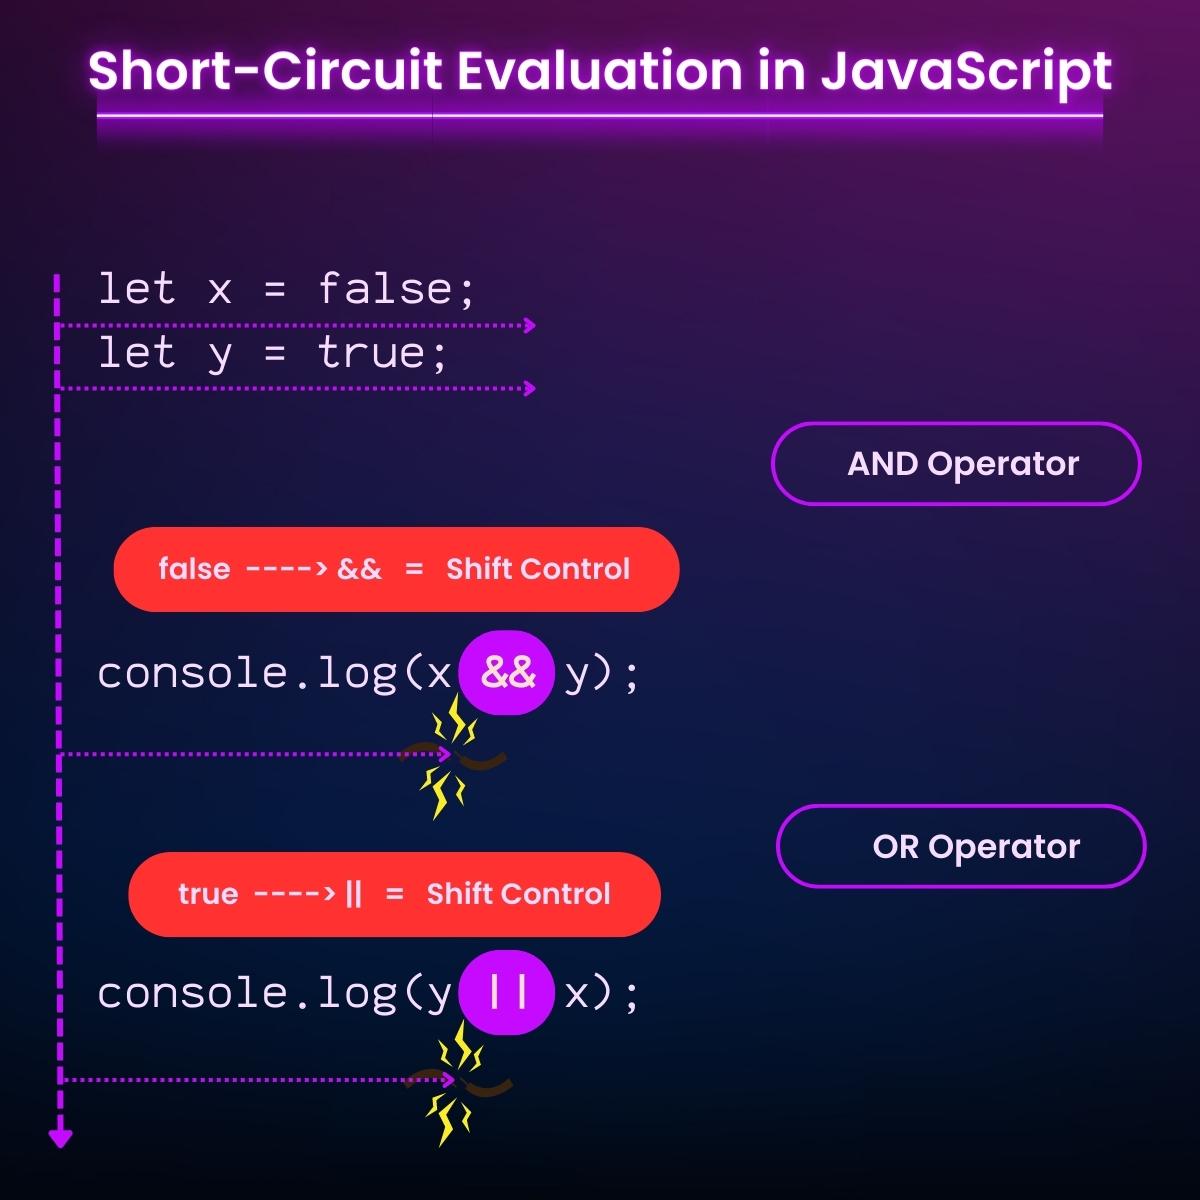 Short-Circuit Evaluation in JavaScript
let x = false;
let y = true;
AND Operator
false ----> && = Shift Control
console.log(x && y);
OR Operator
true ----> || = Shift Control
console.log(y || x);